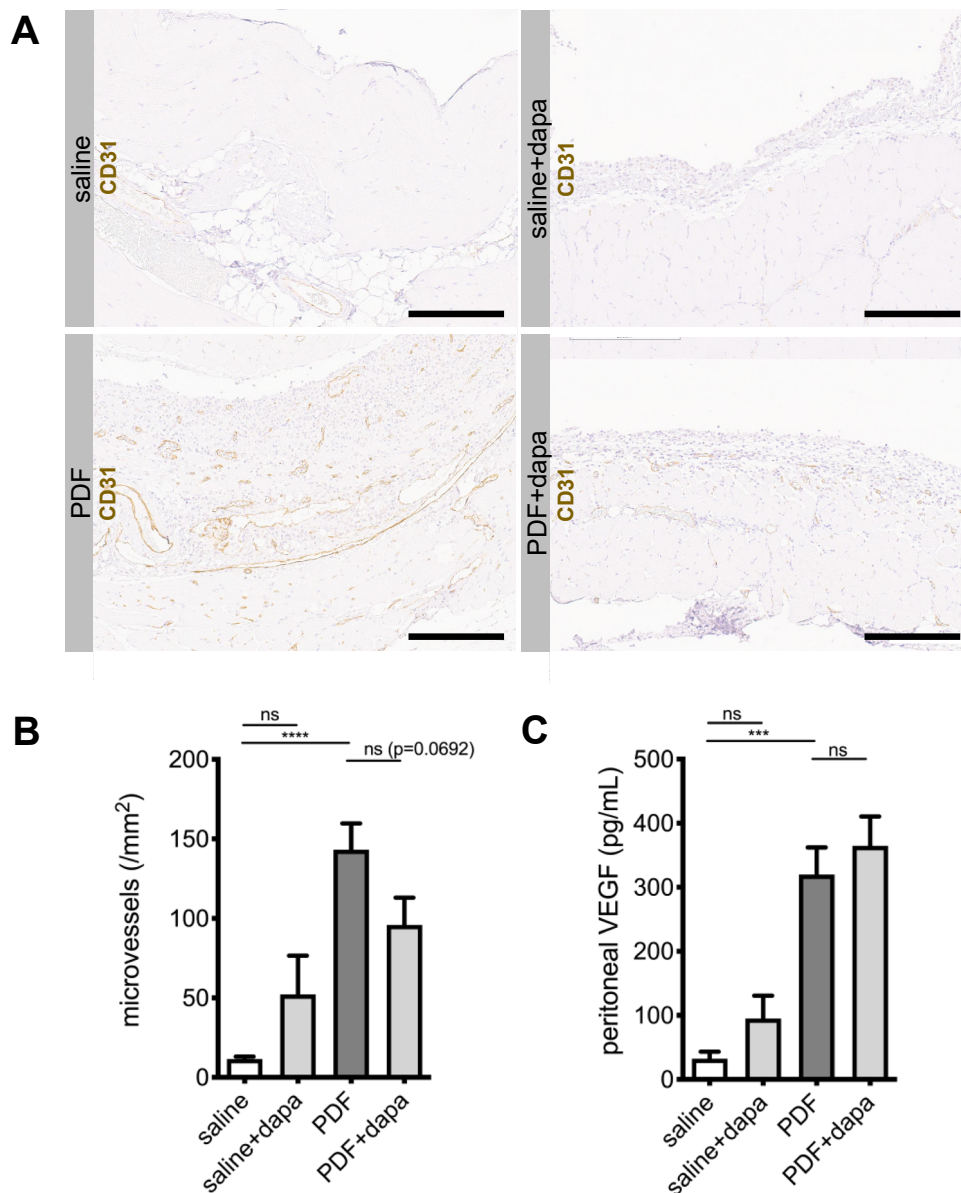 A
saline
CD31
saline+dapa
CD31
PDF
CD31
PDF+dapa
CD31
B
ns
****
ns (p=0.0692)
microvessels (/mm²)
200
150
100
50
0
saline
saline+dapa
PDF
PDF+dapa
C
ns
***
ns
peritoneal VEGF (pg/mL)
500
400
300
200
100
0
saline
saline+dapa
PDF
PDF+dapa